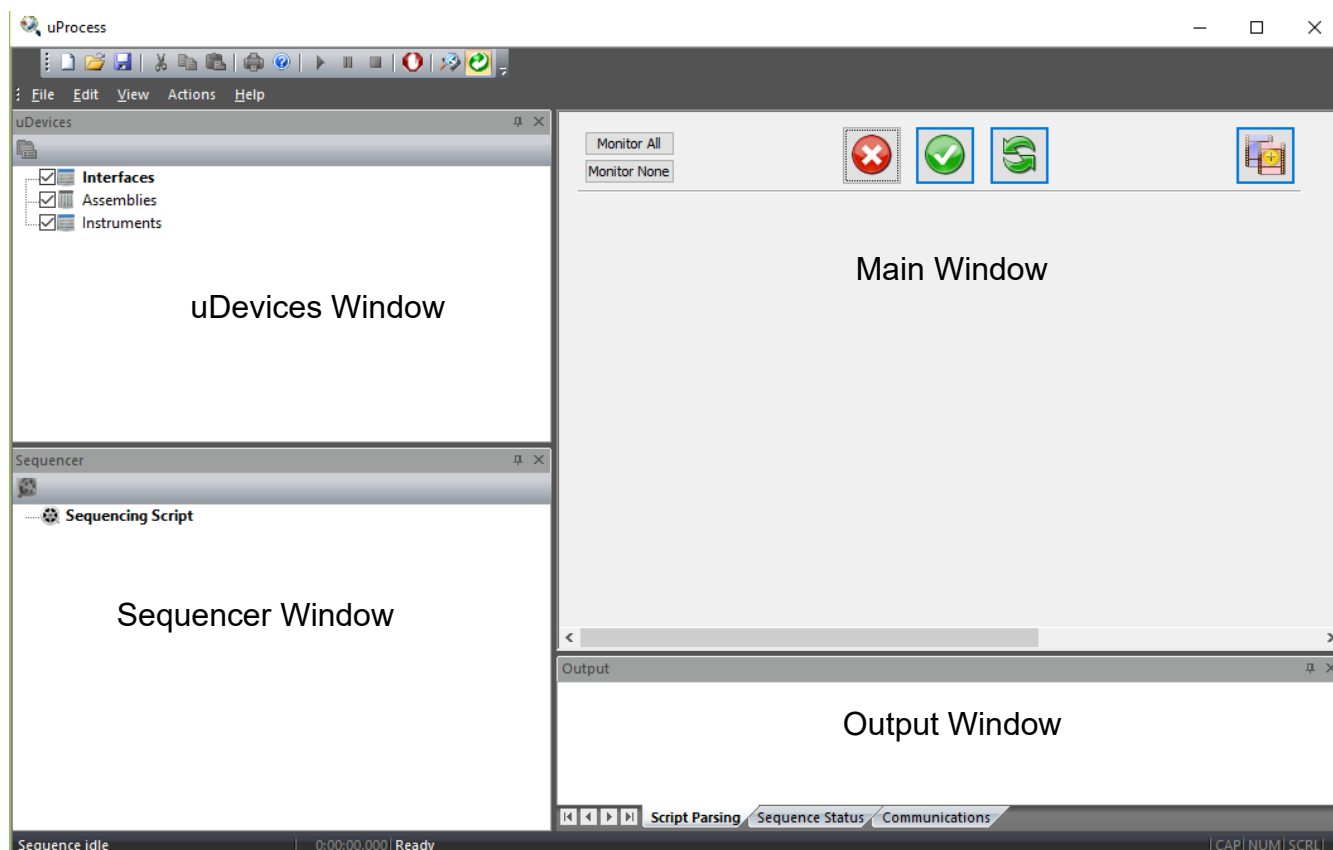 uProcess
File Edit View Actions Help
uDevices
Interfaces
Assemblies
Instruments
uDevices Window
Sequencer
Sequencing Script
Sequencer Window
Monitor All
Monitor None
Main Window
Output
Output Window
Script Parsing Sequence Status Communications
Sequence idle 0:00:00.000 Ready CAP NUM SCRL